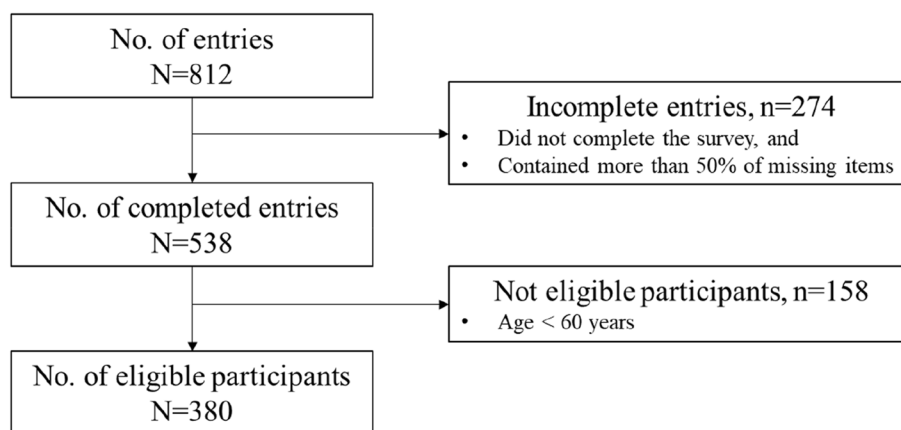 No. of entries
N=812
Incomplete entries, n=274
• Did not complete the survey, and
• Contained more than 50% of missing items
No. of completed entries
N=538
Not eligible participants, n=158
• Age < 60 years
No. of eligible participants
N=380